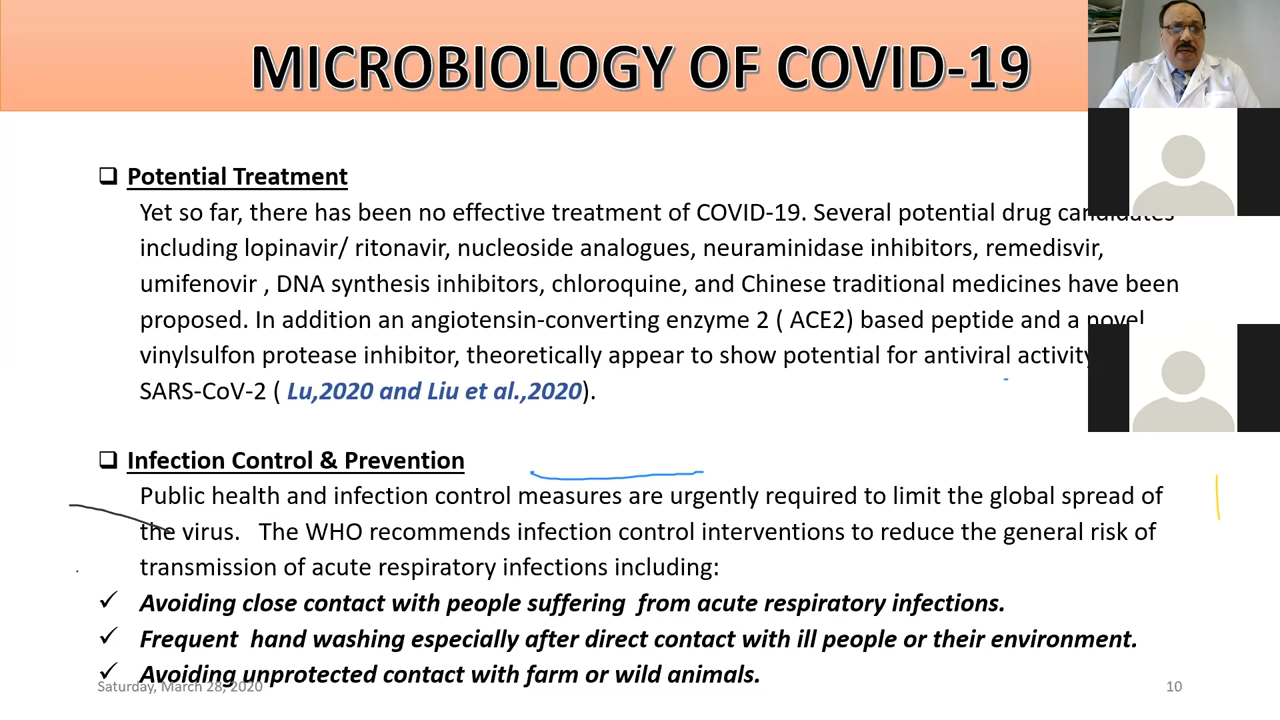 MICROBIOLOGY OF COVID-19
❑ Potential Treatment
Yet so far, there has been no effective treatment of COVID-19. Several potential drug candidates
including lopinavir/ ritonavir, nucleoside analogues, neuraminidase inhibitors, remedisvir,
umifenovir , DNA synthesis inhibitors, chloroquine, and Chinese traditional medicines have been
proposed. In addition an angiotensin-converting enzyme 2 ( ACE2) based peptide and a novel
vinylsulfon protease inhibitor, theoretically appear to show potential for antiviral activity
SARS-CoV-2 ( Lu,2020 and Liu et al.,2020).
❑ Infection Control & Prevention
Public health and infection control measures are urgently required to limit the global spread of
the virus. The WHO recommends infection control interventions to reduce the general risk of
transmission of acute respiratory infections including:
✓ Avoiding close contact with people suffering from acute respiratory infections.
✓ Frequent hand washing especially after direct contact with ill people or their environment.
✓ Avoiding unprotected contact with farm or wild animals.
Saturday, March 28, 2020
10